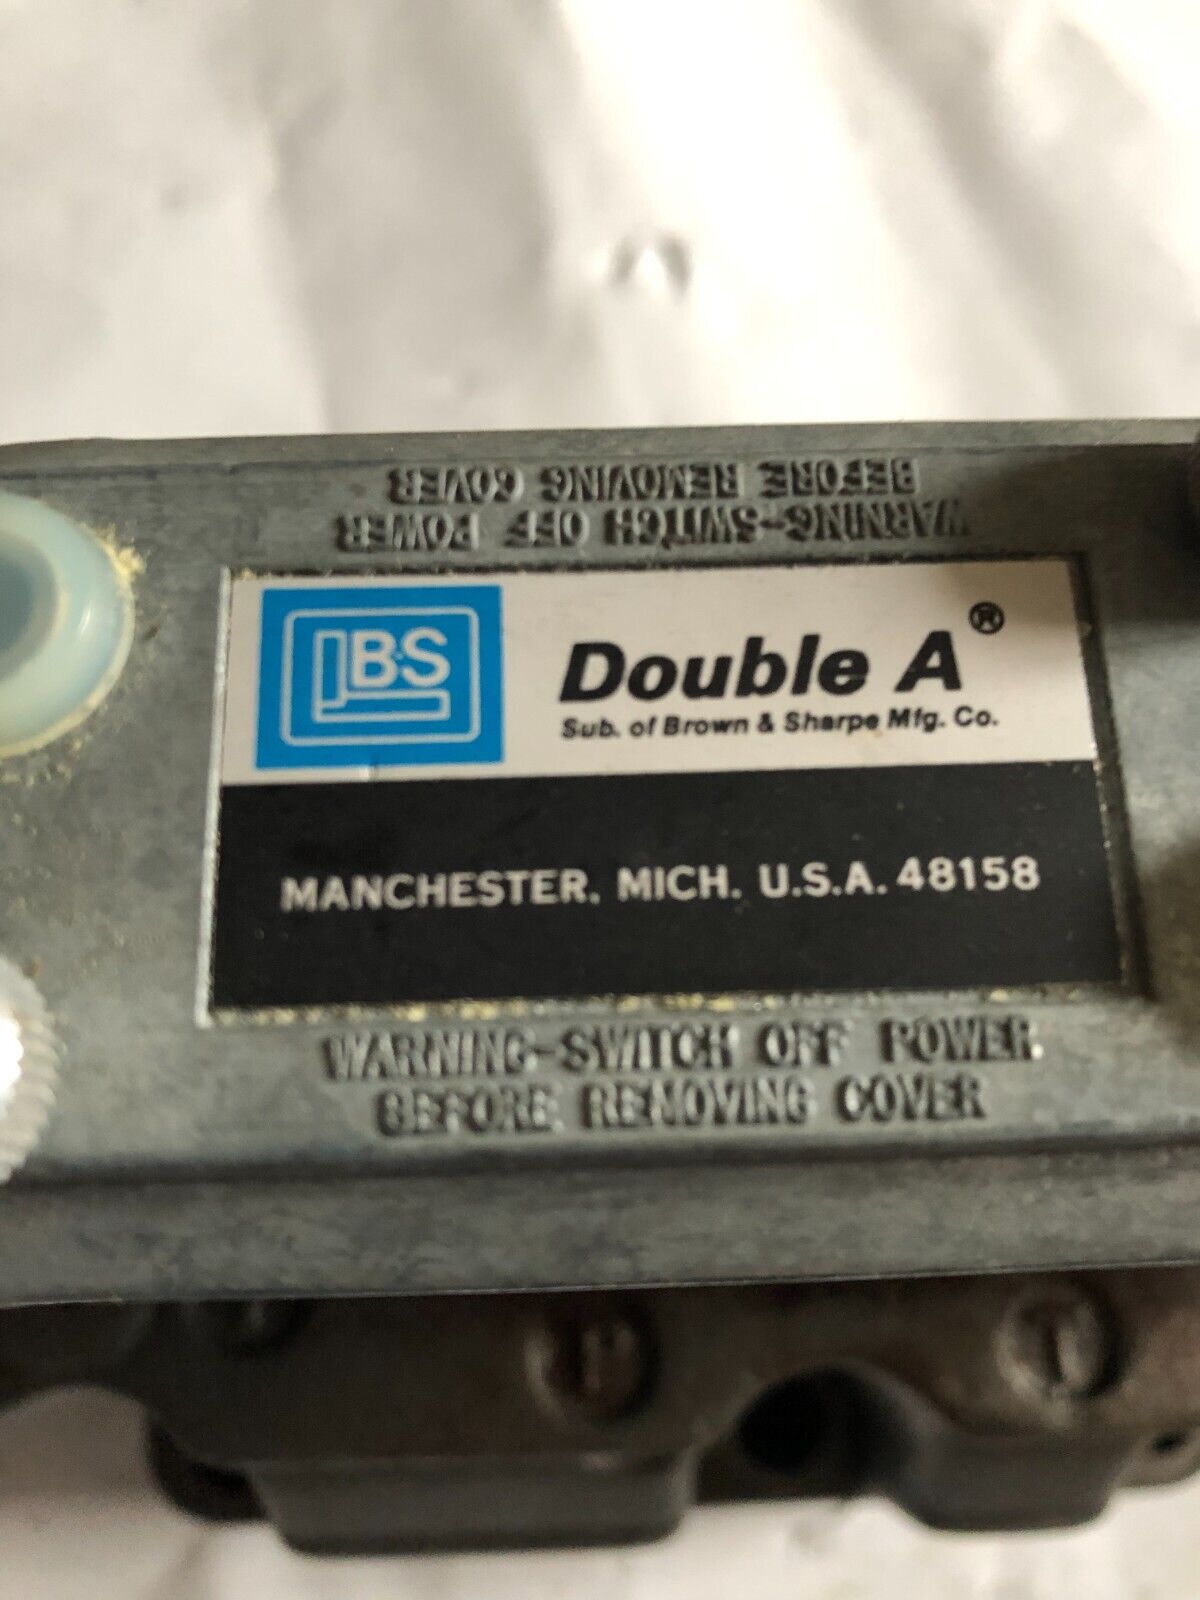 WARNING-SWITCH OFF POWER
BEFORE REMOVING COVER
B&S
Double A®
Sub. of Brown & Sharpe Mfg. Co.
MANCHESTER, MICH. U.S.A. 48158
WARNING-SWITCH OFF POWER
BEFORE REMOVING COVER